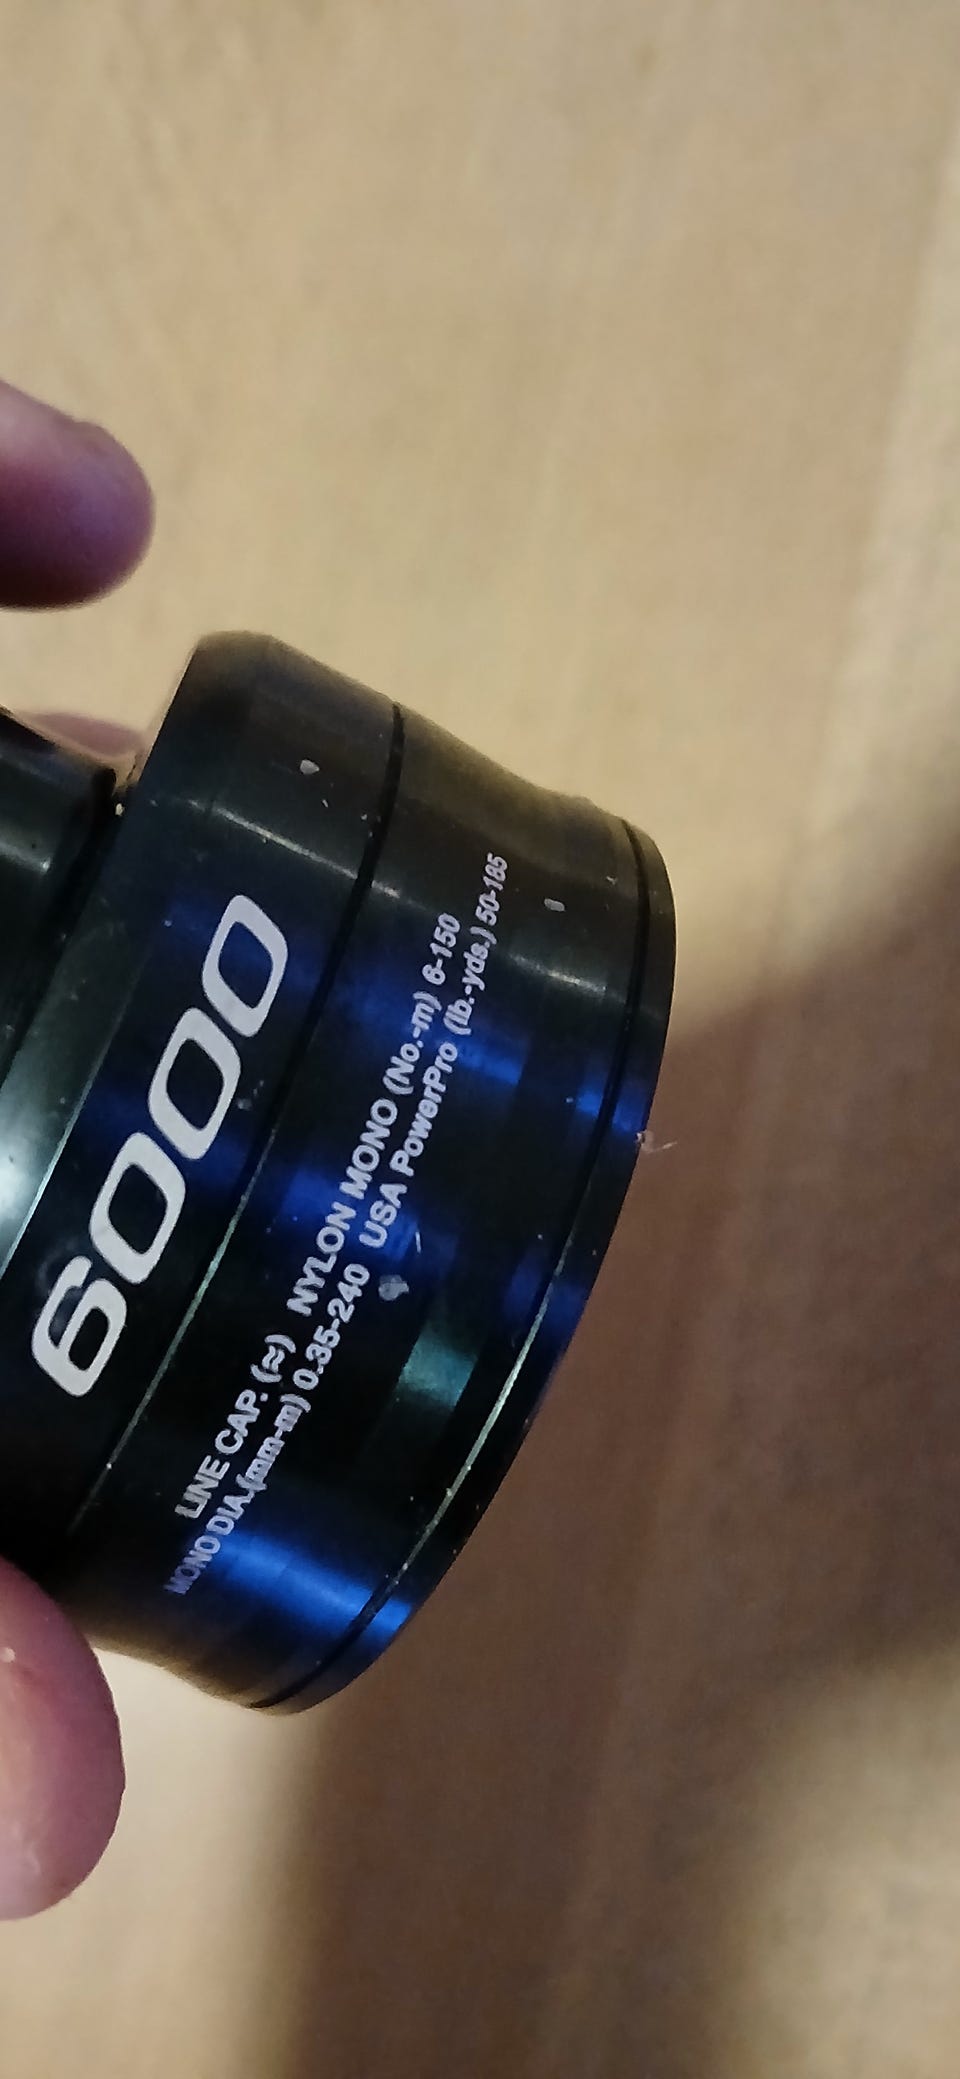 6000
LINE CAP. (≈) NYLON MONO (No.-m) 6-150
MONO DIA.(mm-m) 0.35-240 USA PowerPro (lb.-yds.) 50-185